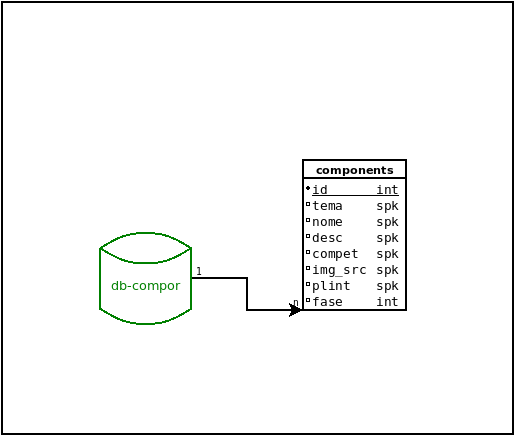 components
id int
tema spk
nome spk
desc spk
compet spk
img_src spk
plint spk
fase int
db-compor
1
n